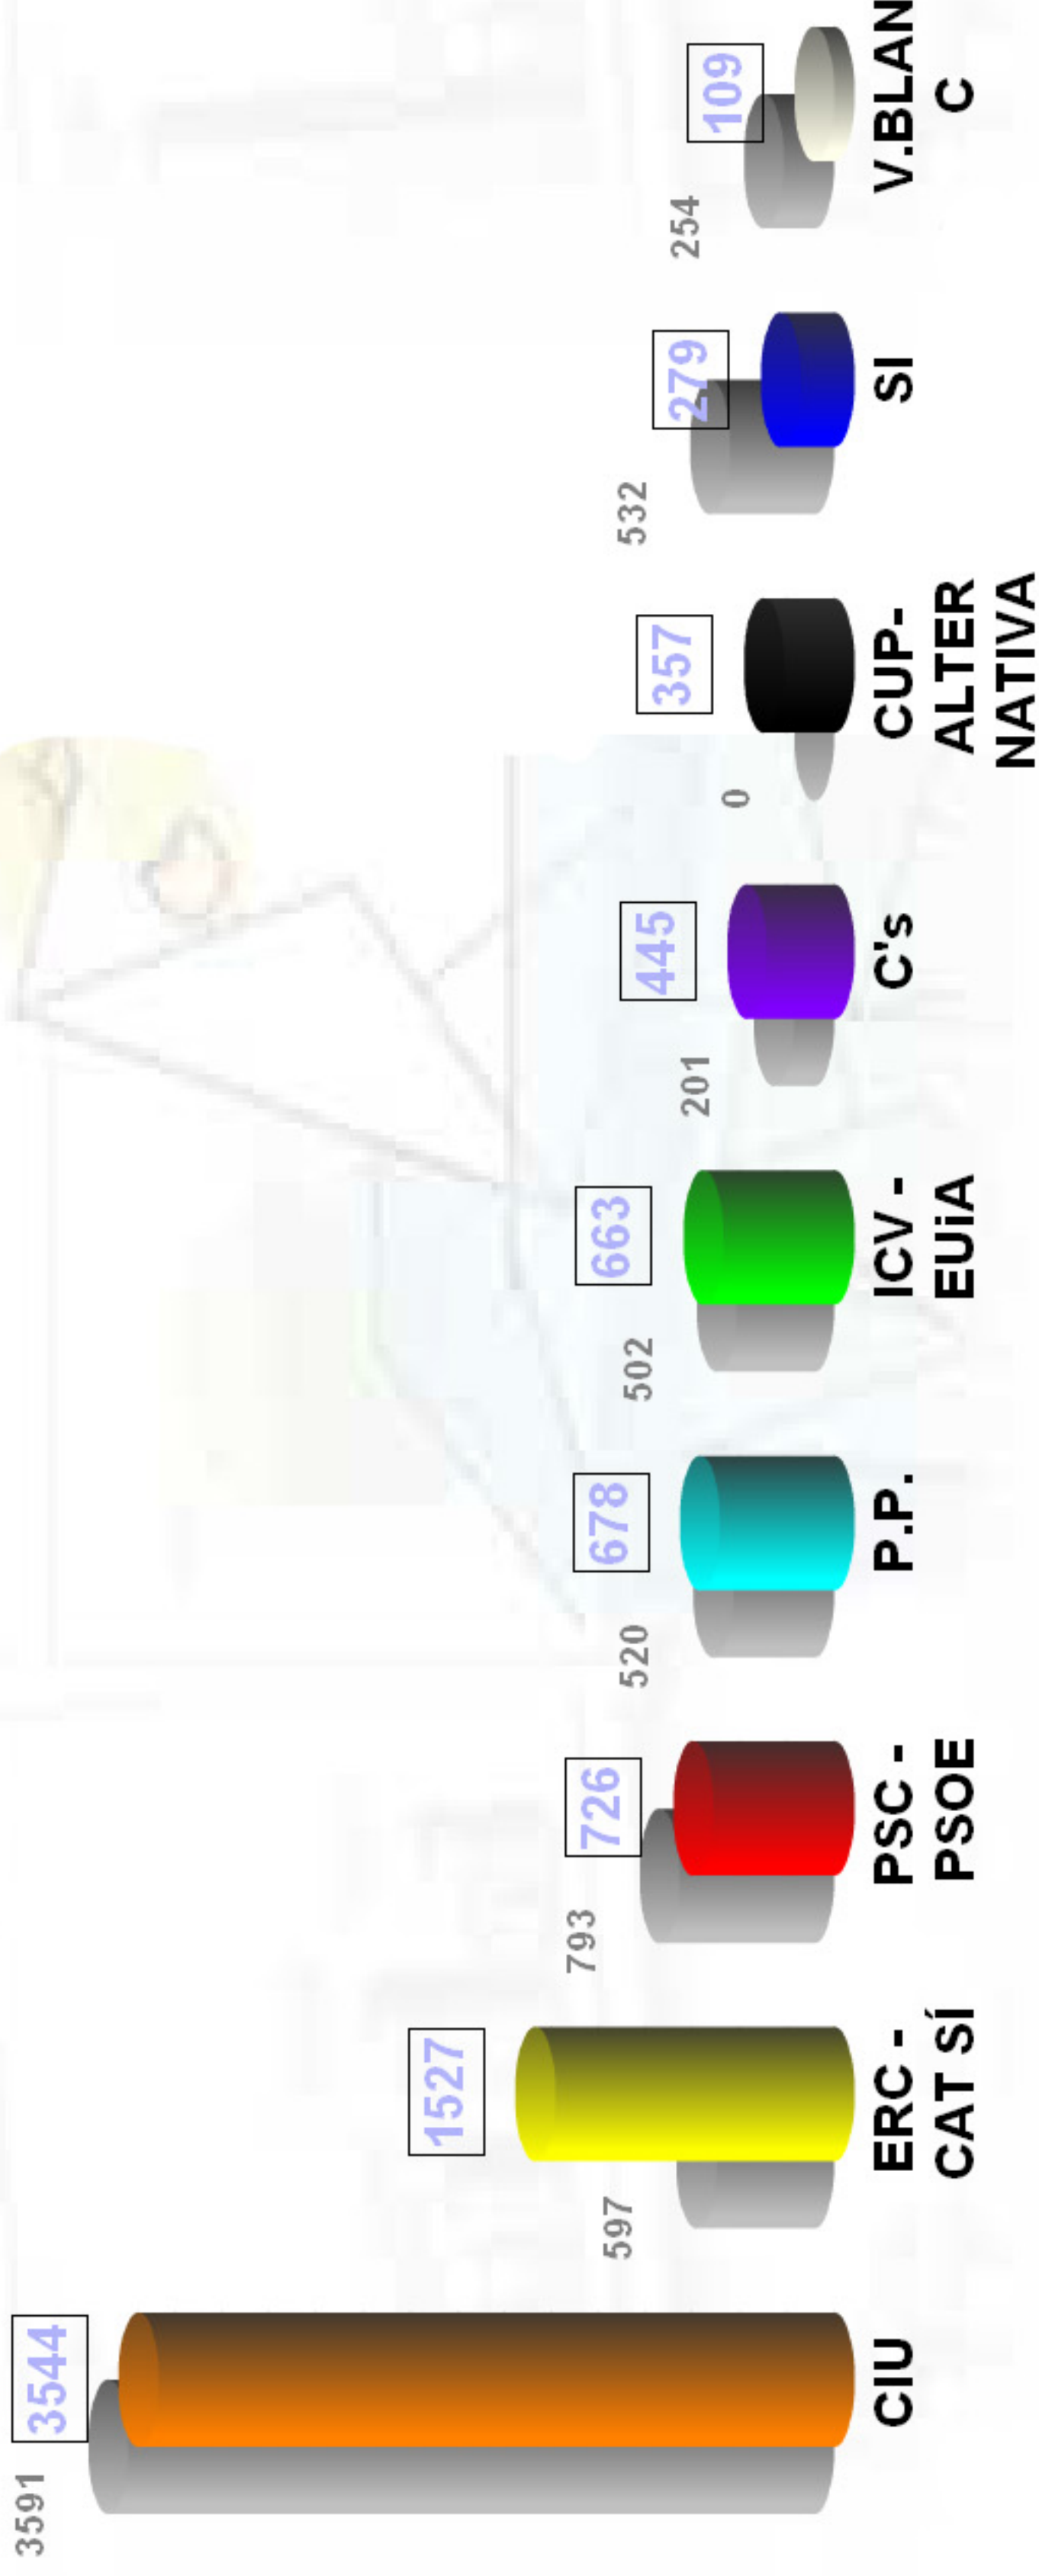 3591
3544
CIU
597
1527
ERC -
CAT SÍ
793
726
PSC -
PSOE
520
678
P.P.
502
663
ICV -
EUiA
201
445
C's
0
357
CUP-
ALTER
NATIVA
532
279
SI
254
109
V.BLAN
C